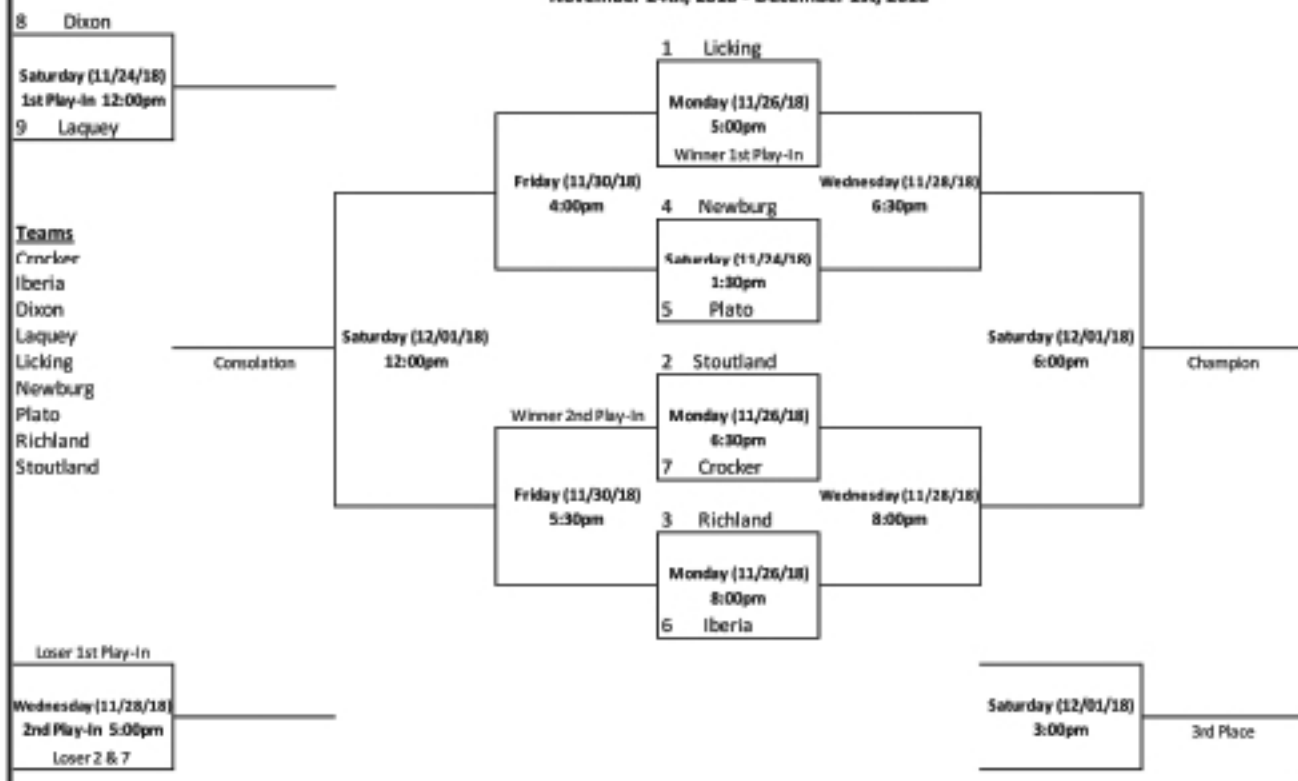 8 Dixon
Saturday (11/24/18)
1st Play-In 12:00pm
9 Laquey
Teams
Crocker
Iberia
Dixon
Laquey
Licking
Newburg
Plato
Richland
Stoutland
Consolation
Loser 1st Play-In
Wednesday (11/28/18)
2nd Play-In 5:00pm
Loser 2 & 7
Saturday (12/01/18)
12:00pm
Friday (11/30/18)
4:00pm
Winner 2nd Play-In
Friday (11/30/18)
5:30pm
1 Licking
Monday (11/26/18)
5:00pm
Winner 1st Play-In
4 Newburg
Saturday (11/24/18)
1:30pm
5 Plato
2 Stoutland
Monday (11/26/18)
6:30pm
7 Crocker
3 Richland
Monday (11/26/18)
8:00pm
6 Iberia
Wednesday (11/28/18)
6:30pm
Wednesday (11/28/18)
8:00pm
Saturday (12/01/18)
6:00pm
Champion
Saturday (12/01/18)
3:00pm
3rd Place